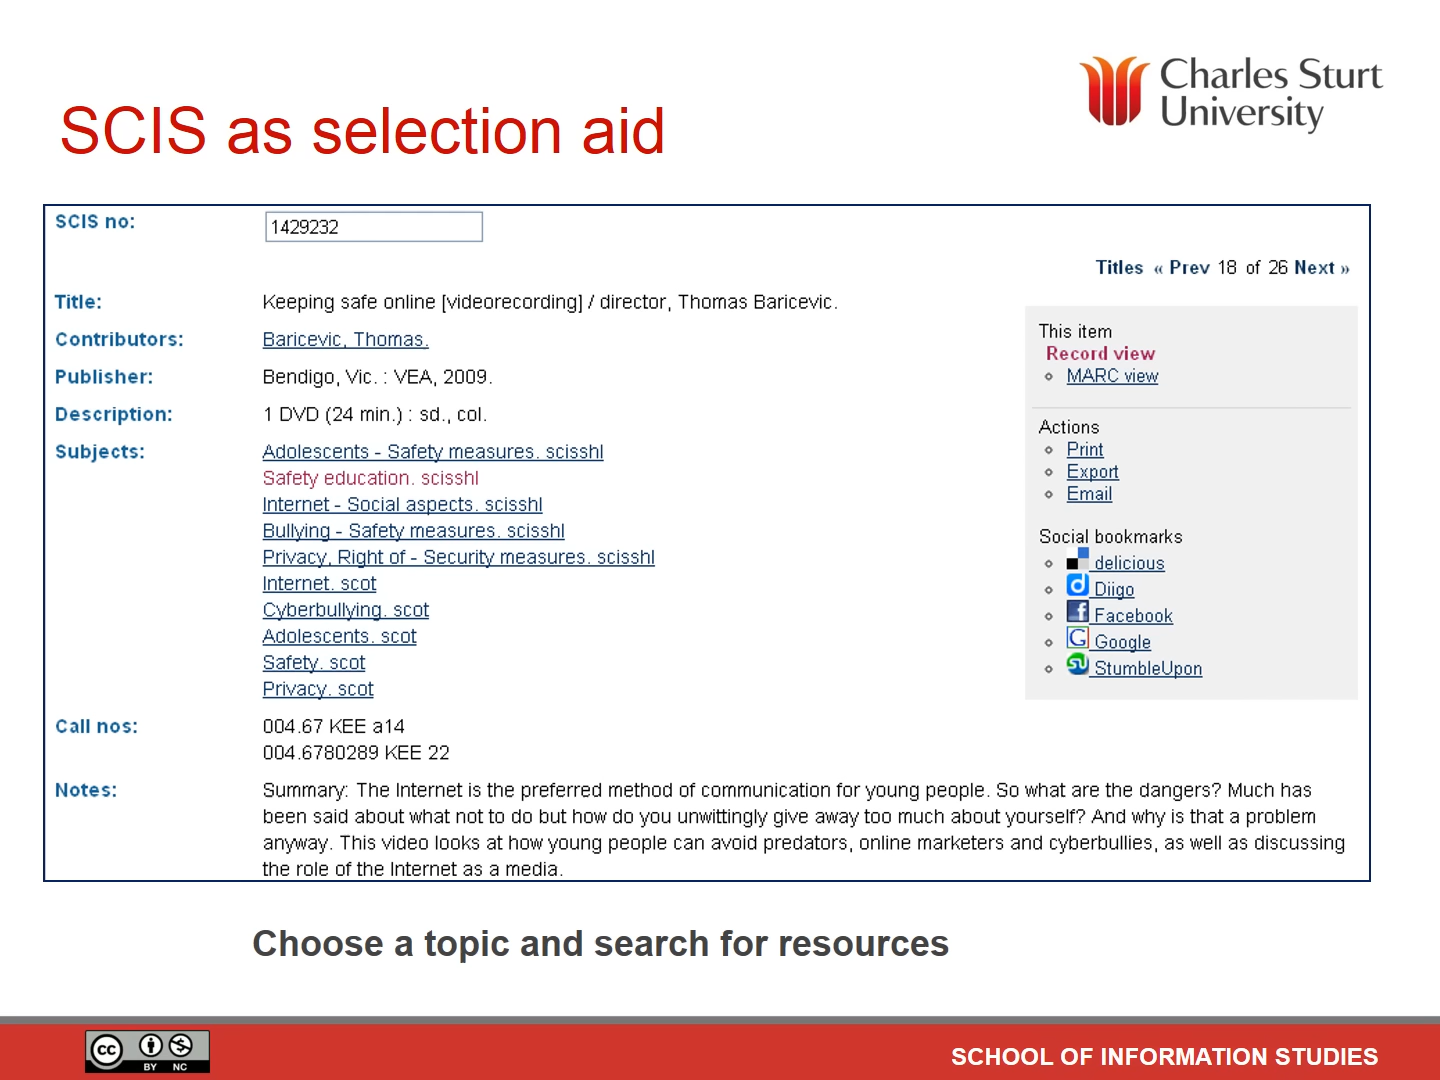 Charles Sturt
University
SCIS as selection aid
SCIS no: 1429232
Titles « Prev 18 of 26 Next »
Title: Keeping safe online [videorecording] / director, Thomas Baricevic.
Contributors: Baricevic, Thomas.
Publisher: Bendigo, Vic. : VEA, 2009.
Description: 1 DVD (24 min.) : sd., col.
Subjects: Adolescents - Safety measures. scisshl
Safety education. scisshl
Internet - Social aspects. scisshl
Bullying - Safety measures. scisshl
Privacy, Right of - Security measures. scisshl
Internet. scot
Cyberbullying. scot
Adolescents. scot
Safety. scot
Privacy. scot
Call nos: 004.67 KEE a14
004.6780289 KEE 22
Notes: Summary: The Internet is the preferred method of communication for young people. So what are the dangers? Much has
been said about what not to do but how do you unwittingly give away too much about yourself? And why is that a problem
anyway. This video looks at how young people can avoid predators, online marketers and cyberbullies, as well as discussing
the role of the Internet as a media.
This item
Record view
MARC view
Actions
Print
Export
Email
Social bookmarks
delicious
Diigo
Facebook
Google
StumbleUpon
Choose a topic and search for resources
cc BY NC
SCHOOL OF INFORMATION STUDIES